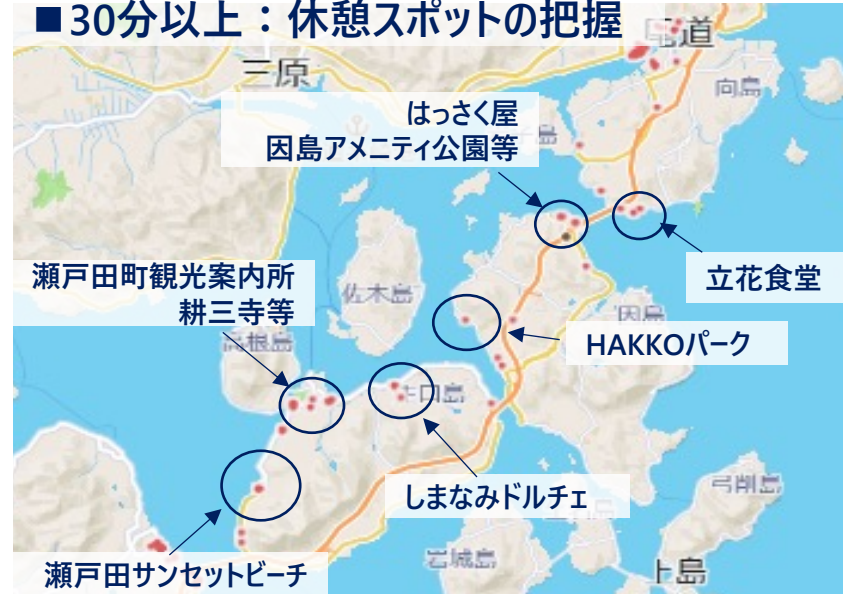 ■30分以上：休憩スポットの把握
尾道
三原
向島
はっさく屋
因島アメニティ公園等
瀬戸田町観光案内所
耕三寺等
佐木島
立花食堂
因島
HAKKOパーク
高根島
生口島
しまなみドルチェ
弓削島
岩城島
上島
瀬戸田サンセットビーチ